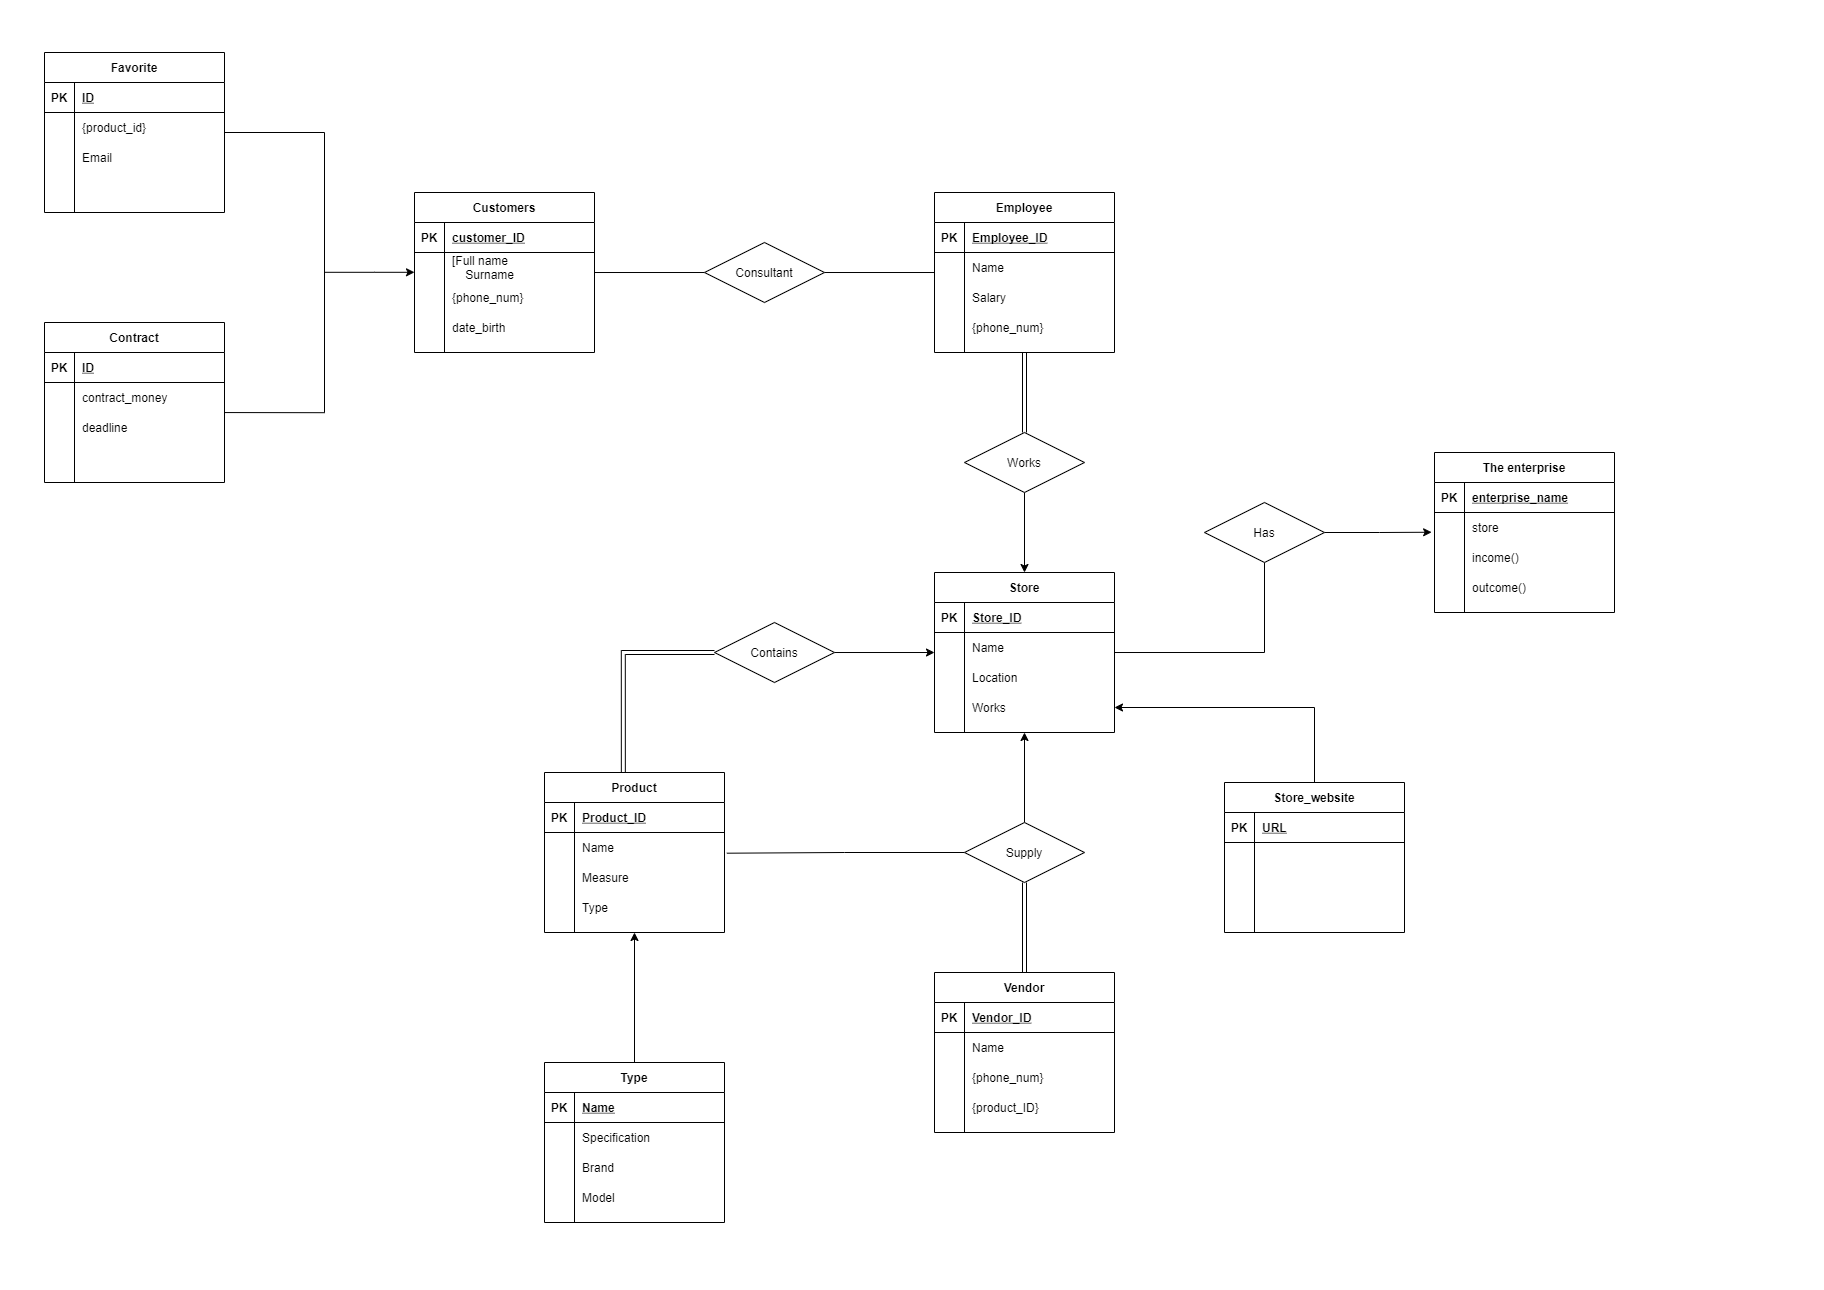 Favorite
PK ID
{product_id}
Email
Contract
PK ID
contract_money
deadline
Customers
PK customer_ID
[Full name
Surname
{phone_num}
date_birth
Consultant
Employee
PK Employee_ID
Name
Salary
{phone_num}
Works
Has
The enterprise
PK enterprise_name
store
income()
outcome()
Store
PK Store_ID
Name
Location
Works
Contains
Product
PK Product_ID
Name
Measure
Type
Supply
Store_website
PK URL
Vendor
PK Vendor_ID
Name
{phone_num}
{product_ID}
Type
PK Name
Specification
Brand
Model